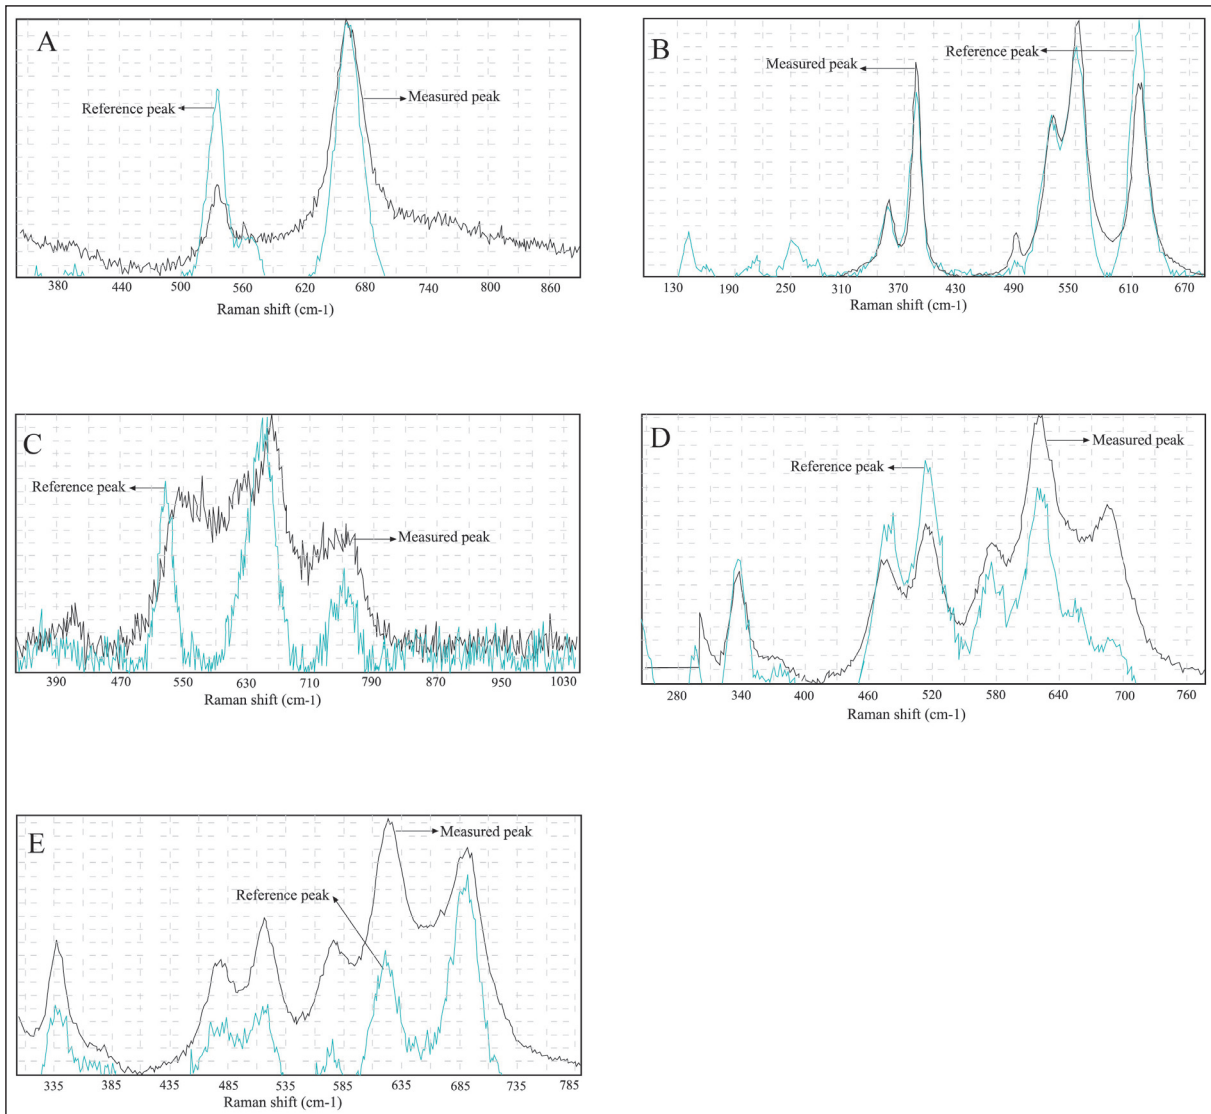 A
Reference peak
Measured peak
380 440 500 560 620 680 740 800 860
Raman shift (cm-1)
B
Reference peak
Measured peak
130 190 250 310 370 430 490 550 610 670
Raman shift (cm-1)
C
Reference peak
Measured peak
390 470 550 630 710 790 870 950 1030
Raman shift (cm-1)
D
Measured peak
Reference peak
280 340 400 460 520 580 640 700 760
Raman shift (cm-1)
E
Measured peak
Reference peak
335 385 435 485 535 585 635 685 735 785
Raman shift (cm-1)